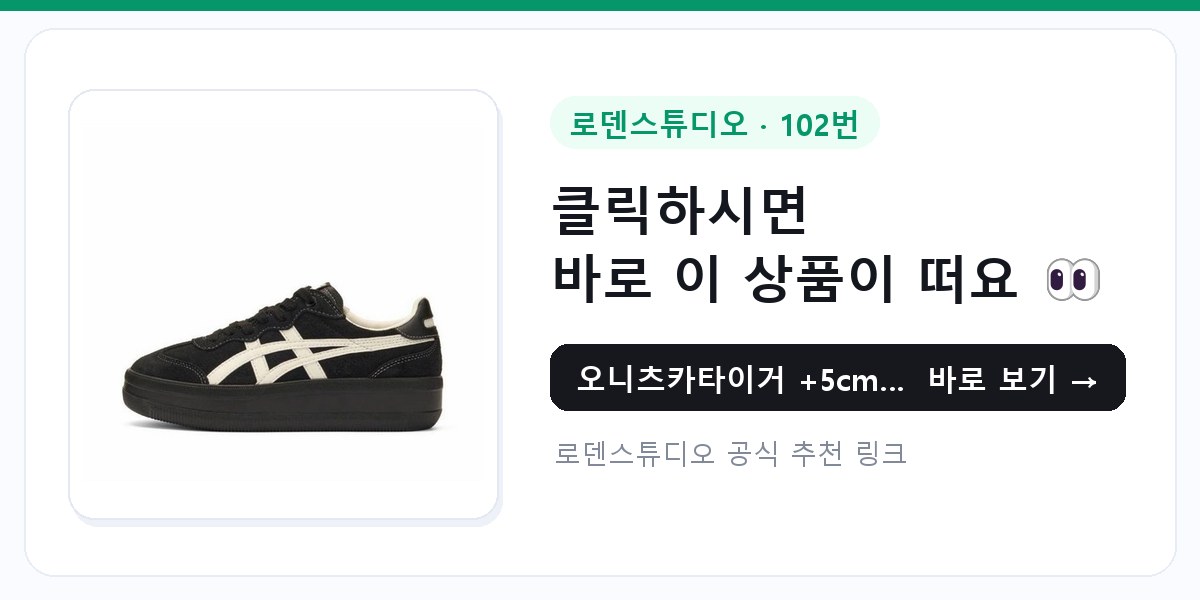 로덴스튜디오 · 102번
클릭하시면
바로 이 상품이 떠요 👀
오니츠카타이거 +5cm... 바로 보기 →
로덴스튜디오 공식 추천 링크